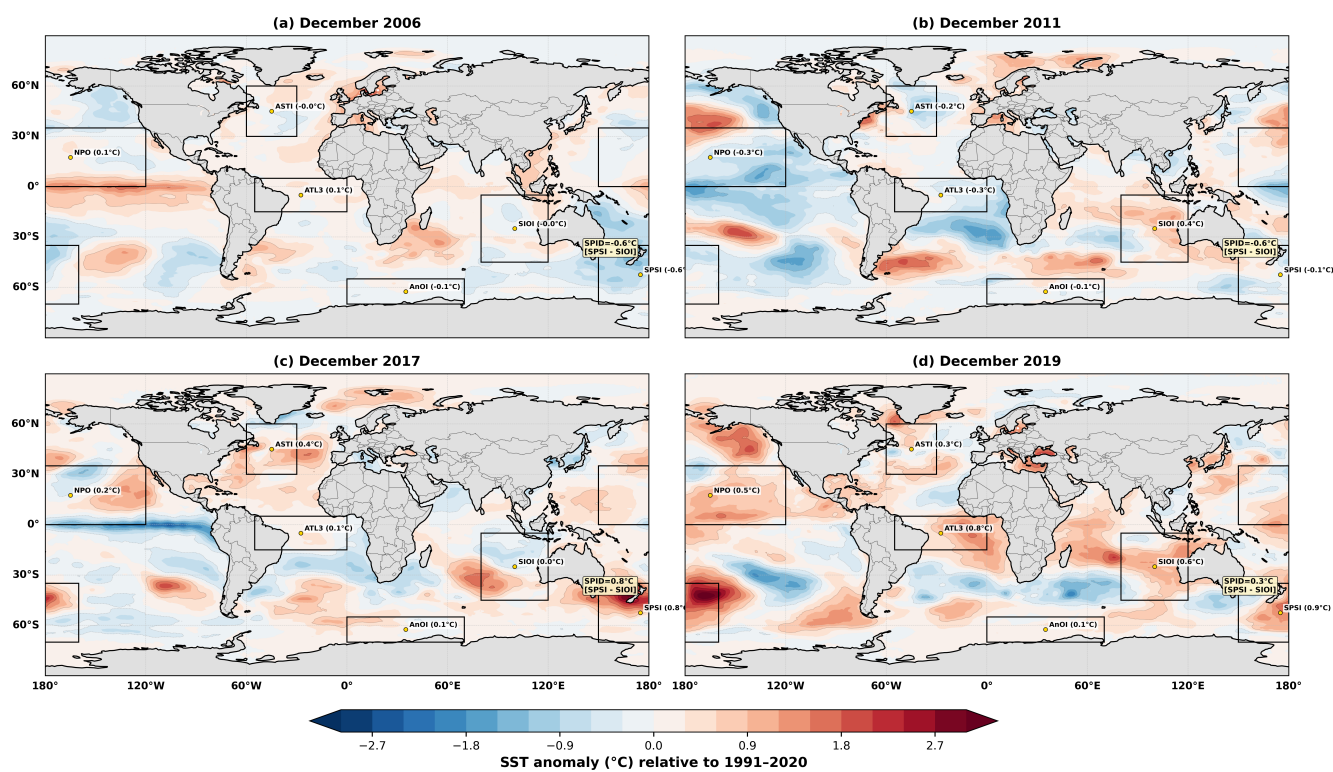 (a) December 2006
60°N
30°N
0°
30°S
60°S
ASTI (-0.0°C)
NPO (0.1°C)
ATL3 (0.1°C)
SIOI (-0.0°C)
SPID=-0.6°C
[SPSI - SIOI]
SPSI (-0.6°
AnOI (-0.1°C)
(b) December 2011
ASTI (-0.2°C)
NPO (-0.3°C)
ATL3 (-0.3°C)
SIOI (0.4°C)
SPID=-0.6°C
[SPSI - SIOI]
SPSI (-0.1°C)
AnOI (-0.1°C)
(c) December 2017
60°N
30°N
0°
30°S
60°S
ASTI (0.4°C)
NPO (0.2°C)
ATL3 (0.1°C)
SIOI (0.0°C)
SPID=0.8°C
[SPSI - SIOI]
SPSI (0.8°
AnOI (0.1°C)
180° 120°W 60°W 0° 60°E 120°E 180°
(d) December 2019
ASTI (0.3°C)
NPO (0.5°C)
ATL3 (0.8°C)
SIOI (0.6°C)
SPID=0.3°C
[SPSI - SIOI]
SPSI (0.9°C)
AnOI (0.1°C)
180° 120°W 60°W 0° 60°E 120°E 180°
−2.7 −1.8 −0.9 0.0 0.9 1.8 2.7
SST anomaly (°C) relative to 1991–2020